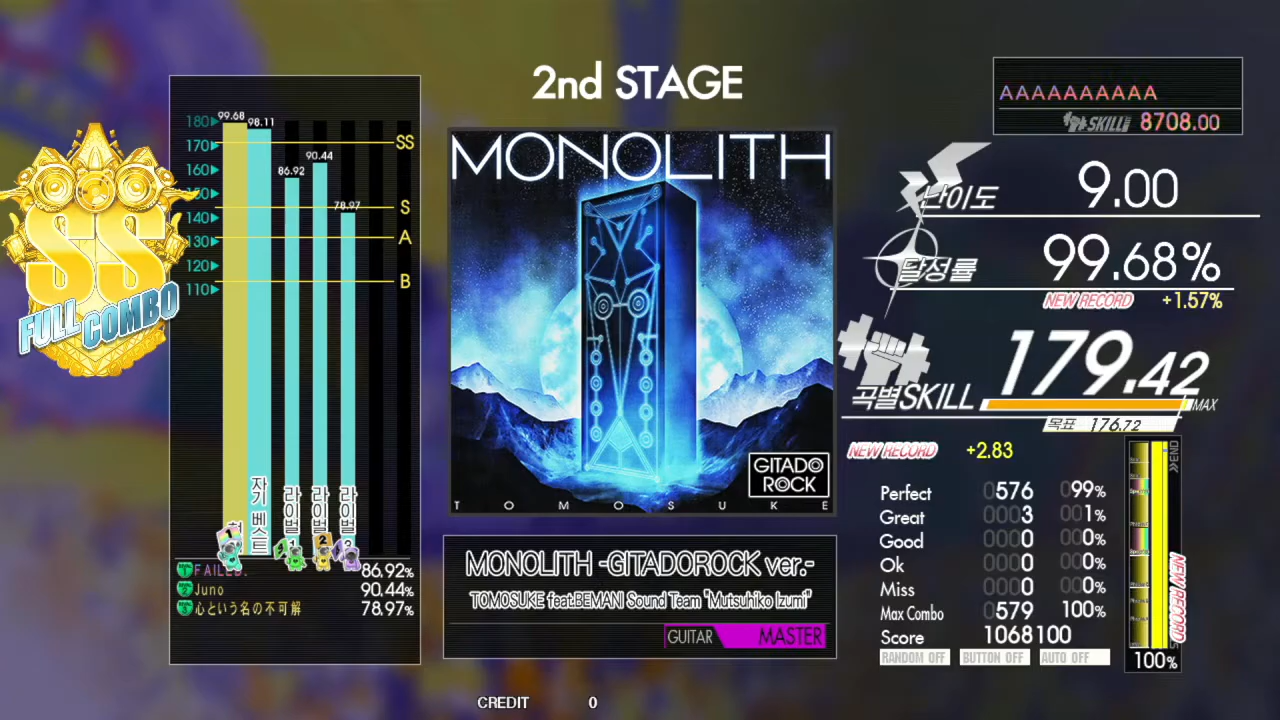 2nd STAGE
AAAAAAAAAA
SKILL 8708.00
SS
FULL COMBO
99.68
98.11
86.92
90.44
78.97
180
170
160
150
140
130
120
110
SS
S
A
B
자기 베스트
라이벌
라이벌
라이벌
FAILED.
86.92%
Juno
90.44%
心という名の不可解
78.97%
MONOLITH
GITADO
ROCK
TOMOSUKE
MONOLITH -GITADOROCK ver.-
TOMOSUKE feat.BEMANI Sound Team "Mutsuhiko Izumi"
GUITAR MASTER
난이도 9.00
달성률 99.68%
NEW RECORD +1.57%
곡별SKILL 179.42
MAX
목표 176.72
NEW RECORD +2.83
Perfect 0576 099%
Great 0003 001%
Good 0000 000%
Ok 0000 000%
Miss 0000 000%
Max Combo 0579 100%
Score 1068100
RANDOM OFF BUTTON OFF AUTO OFF
END
NEW RECORD
100%
CREDIT 0